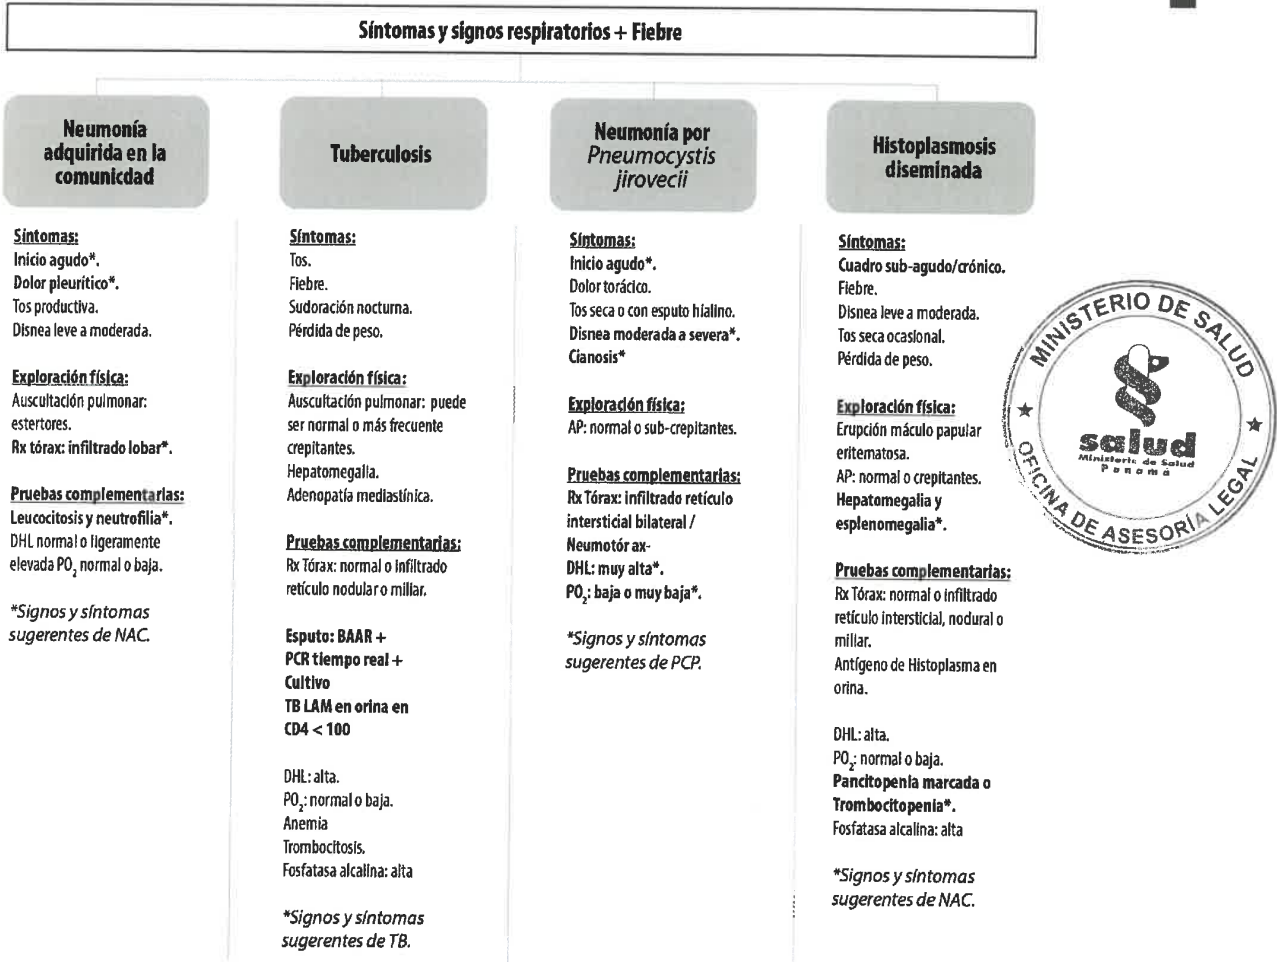 Síntomas y signos respiratorios + Fiebre
Neumonía
adquirida en la
comunicdad
Síntomas:
Inicio agudo*.
Dolor pleurítico*.
Tos productiva.
Disnea leve a moderada.
Exploración física:
Auscultación pulmonar:
estertores.
Rx tórax: infiltrado lobar*.
Pruebas complementarias:
Leucocitosis y neutrofilia*.
DHL normal o ligeramente
elevada PO₂ normal o baja.
*Signos y síntomas
sugerentes de NAC.
Tuberculosis
Síntomas:
Tos.
Fiebre.
Sudoración nocturna.
Pérdida de peso.
Exploración física:
Auscultación pulmonar: puede
ser normal o más frecuente
crepitantes.
Hepatomegalia.
Adenopatía mediastínica.
Pruebas complementarias:
Rx Tórax: normal o Infiltrado
retículo nodular o miliar.
Esputo: BAAR +
PCR tiempo real +
Cultivo
TB LAM en orina en
CD4 < 100
DHL: alta.
PO₂: normal o baja.
Anemia
Trombocitosis.
Fosfatasa alcalina: alta
*Signos y síntomas
sugerentes de TB.
Neumonía por
Pneumocystis
jirovecii
Síntomas:
Inicio agudo*.
Dolor torácico.
Tos seca o con esputo hialino.
Disnea moderada a severa*.
Cianosis*
Exploración física:
AP: normal o sub-crepitantes.
Pruebas complementarias:
Rx Tórax: infiltrado retículo
intersticial bilateral /
Neumotór ax-
DHL: muy alta*.
PO₂: baja o muy baja*.
*Signos y síntomas
sugerentes de PCP.
Histoplasmosis
diseminada
Síntomas:
Cuadro sub-agudo/crónico.
Fiebre.
Disnea leve a moderada.
Tos seca ocasional.
Pérdida de peso.
Exploración física:
Erupción máculo papular
eritematosa.
AP: normal o crepitantes.
Hepatomegalia y
esplenomegalia*.
Pruebas complementarias:
Rx Tórax: normal o infiltrado
retículo intersticial, nodural o
miliar.
Antígeno de Histoplasma en
orina.
DHL: alta.
PO₂: normal o baja.
Pancitopenia marcada o
Trombocitopenia*.
Fosfatasa alcalina: alta
*Signos y síntomas
sugerentes de NAC.
MINISTERIO DE SALUD
salud
Ministerio de Salud
Panamá
OFICINA DE ASESORÍA LEGAL